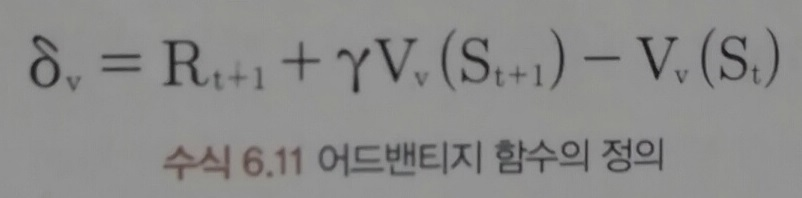 δᵥ = Rₜ₊₁ + γVᵥ(Sₜ₊₁) − Vᵥ(Sₜ)
수식 6.11 어드밴티지 함수의 정의